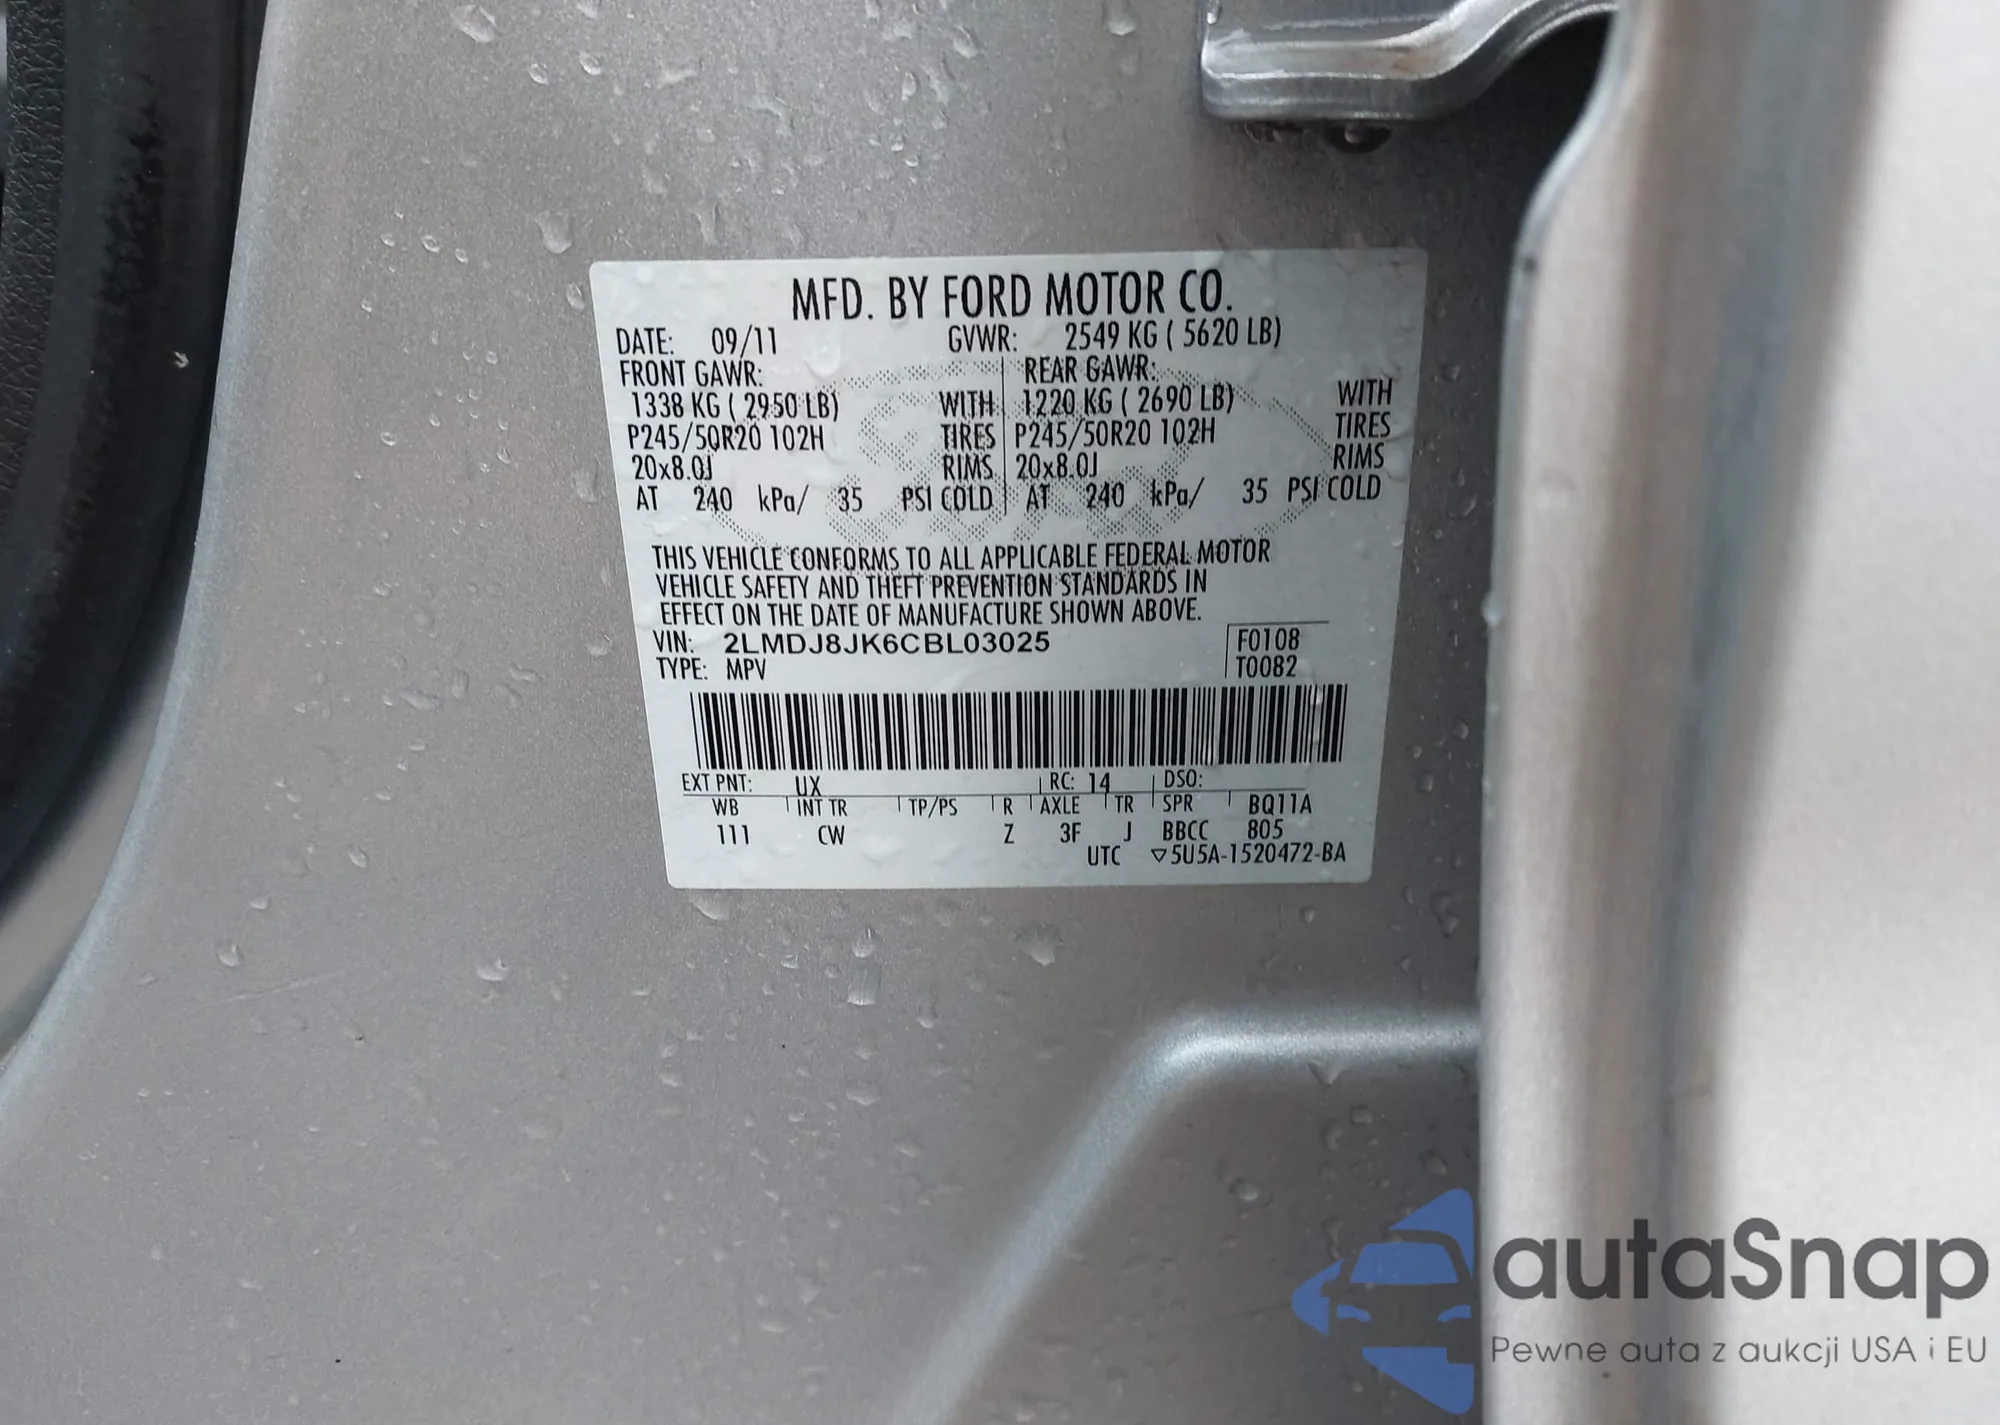 MFD. BY FORD MOTOR CO.
DATE: 09/11 GVWR: 2549 KG ( 5620 LB)
FRONT GAWR: REAR GAWR:
1338 KG ( 2950 LB) WITH 1220 KG ( 2690 LB) WITH
P245/50R20 102H TIRES P245/50R20 102H TIRES
20x8.0J RIMS 20x8.0J RIMS
AT 240 kPa/ 35 PSI COLD AT 240 kPa/ 35 PSI COLD
THIS VEHICLE CONFORMS TO ALL APPLICABLE FEDERAL MOTOR
VEHICLE SAFETY AND THEFT PREVENTION STANDARDS IN
EFFECT ON THE DATE OF MANUFACTURE SHOWN ABOVE.
VIN: 2LMDJ8JK6CBL03025 F0108
TYPE: MPV T0082
EXT PNT: UX RC: 14 DSO:
WB INT TR TP/PS R AXLE TR SPR BQ11A
111 CW Z 3F J BBCC 805
UTC ▽5U5A-1520472-BA
autaSnap
Pewne auta z aukcji USA i EU